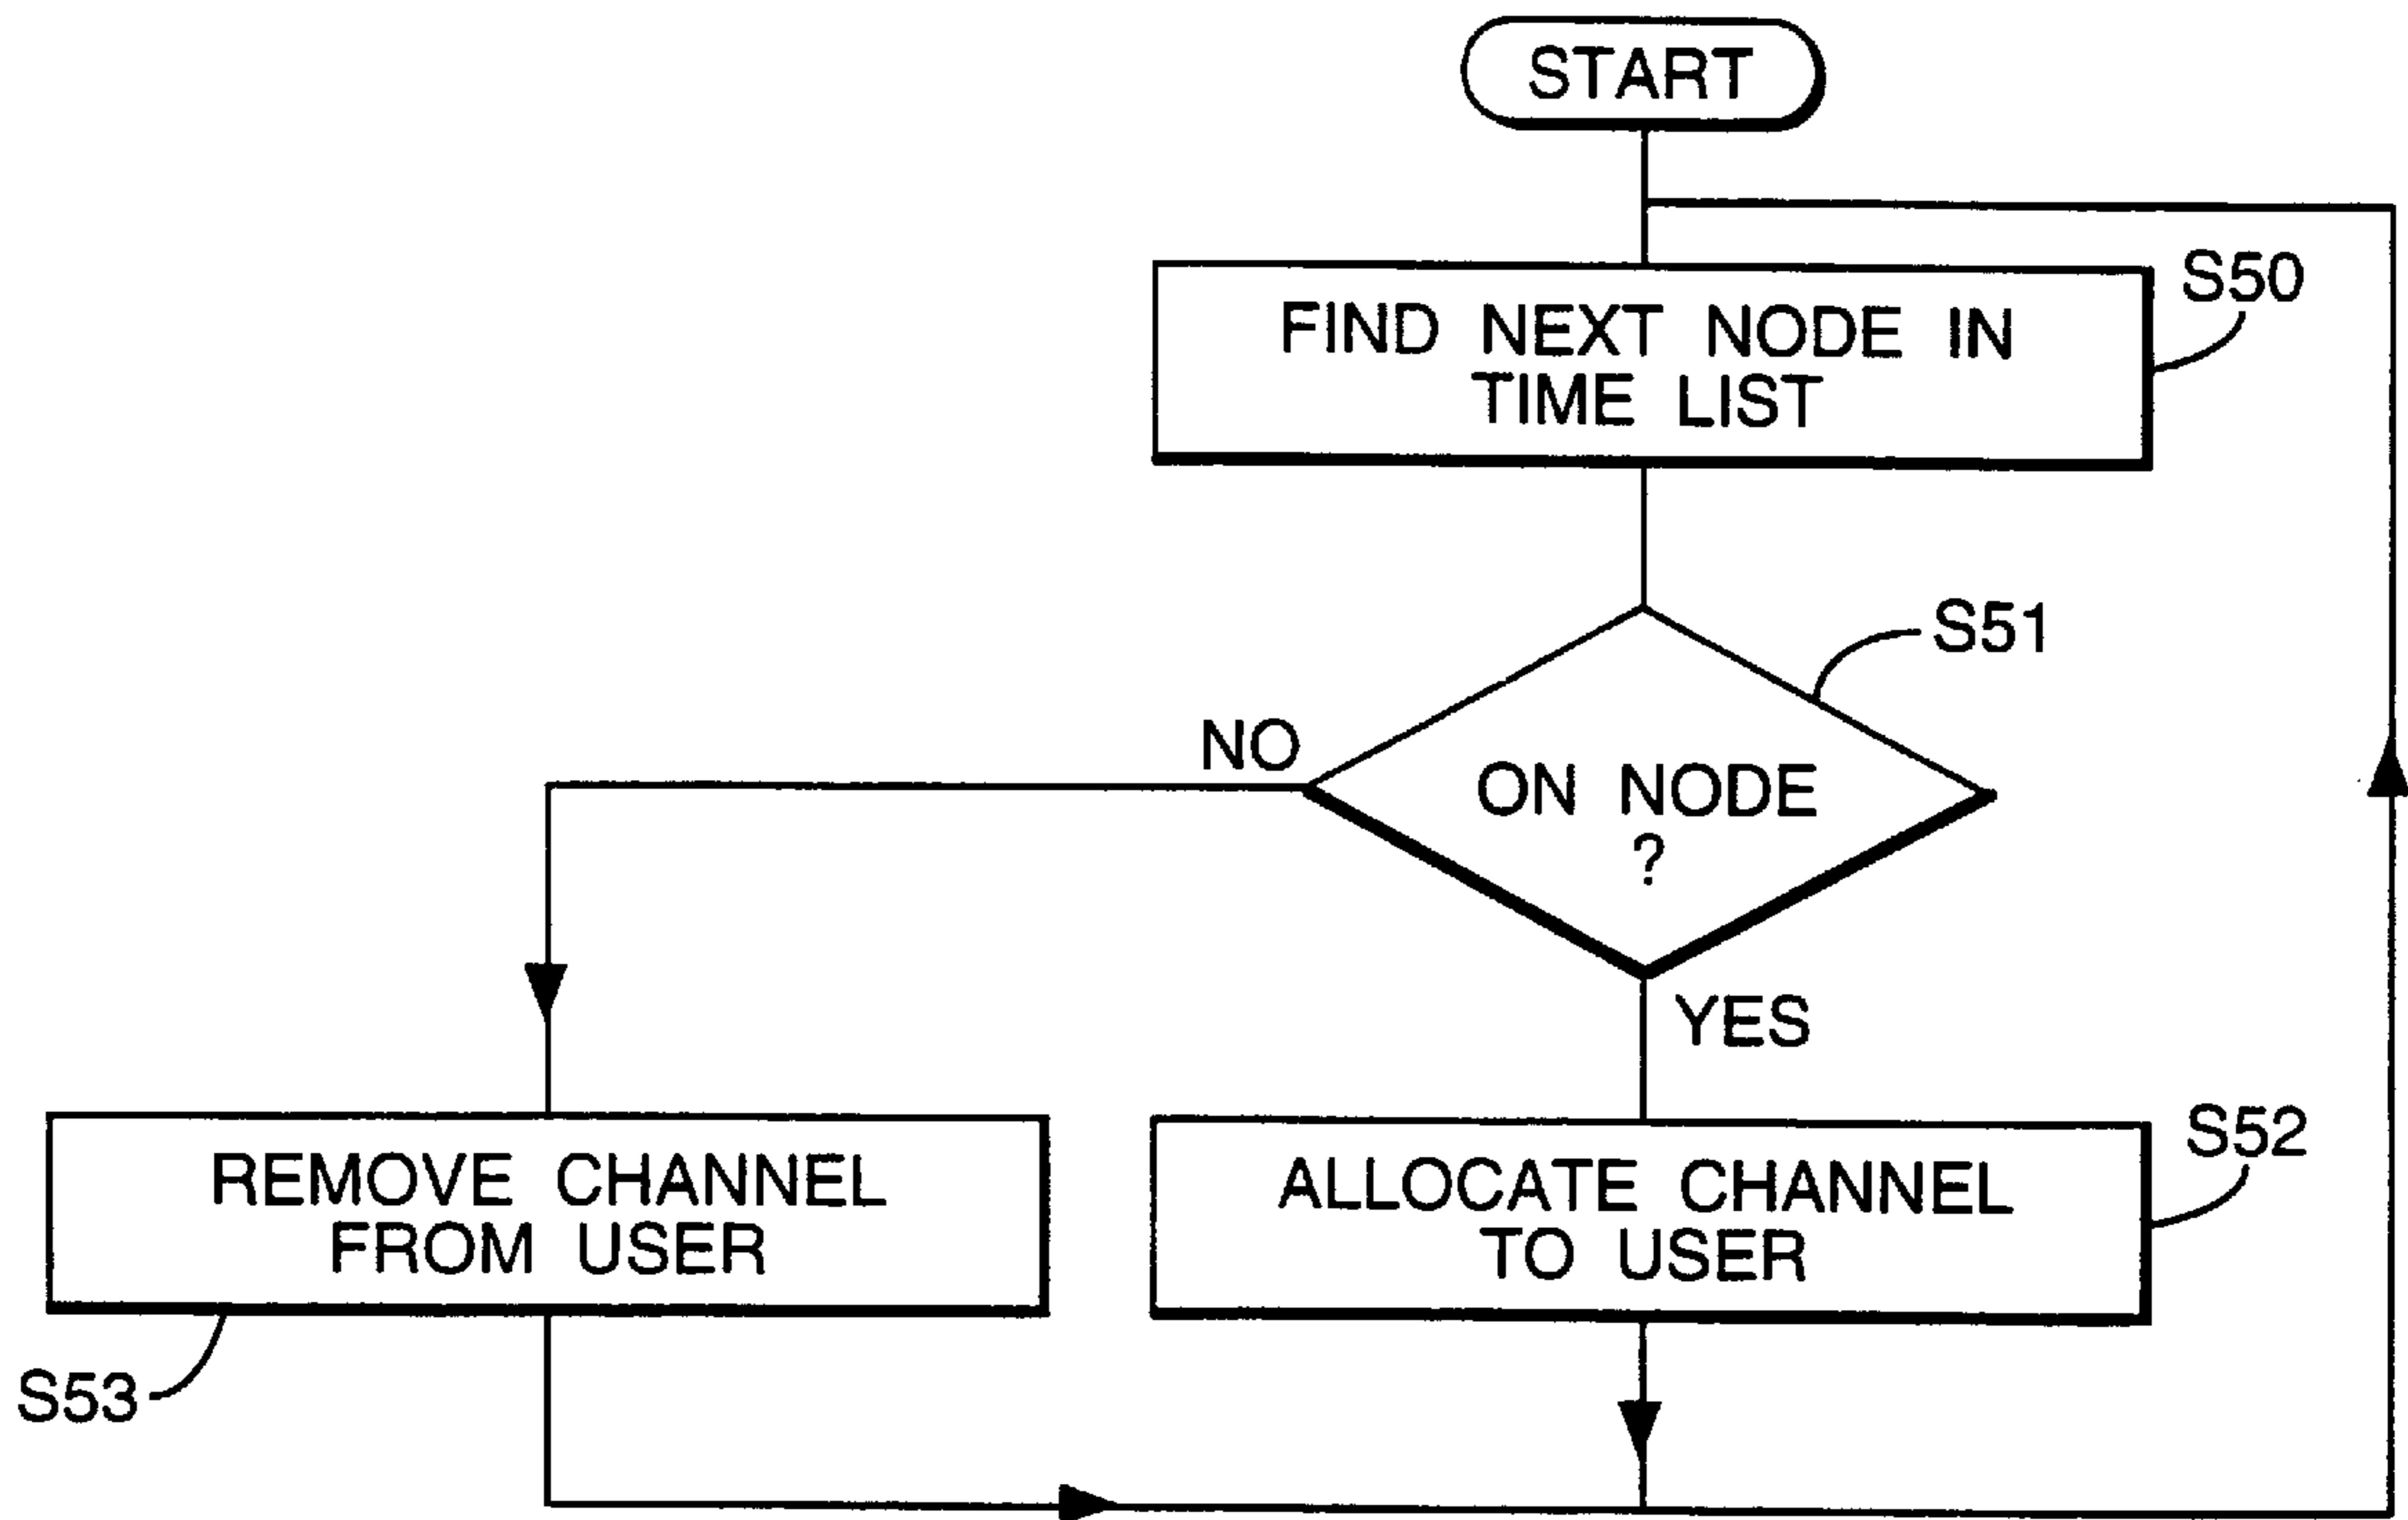 START
S50
FIND NEXT NODE IN
TIME LIST
S51
NO
ON NODE
?
YES
S52
REMOVE CHANNEL
FROM USER
ALLOCATE CHANNEL
TO USER
S53